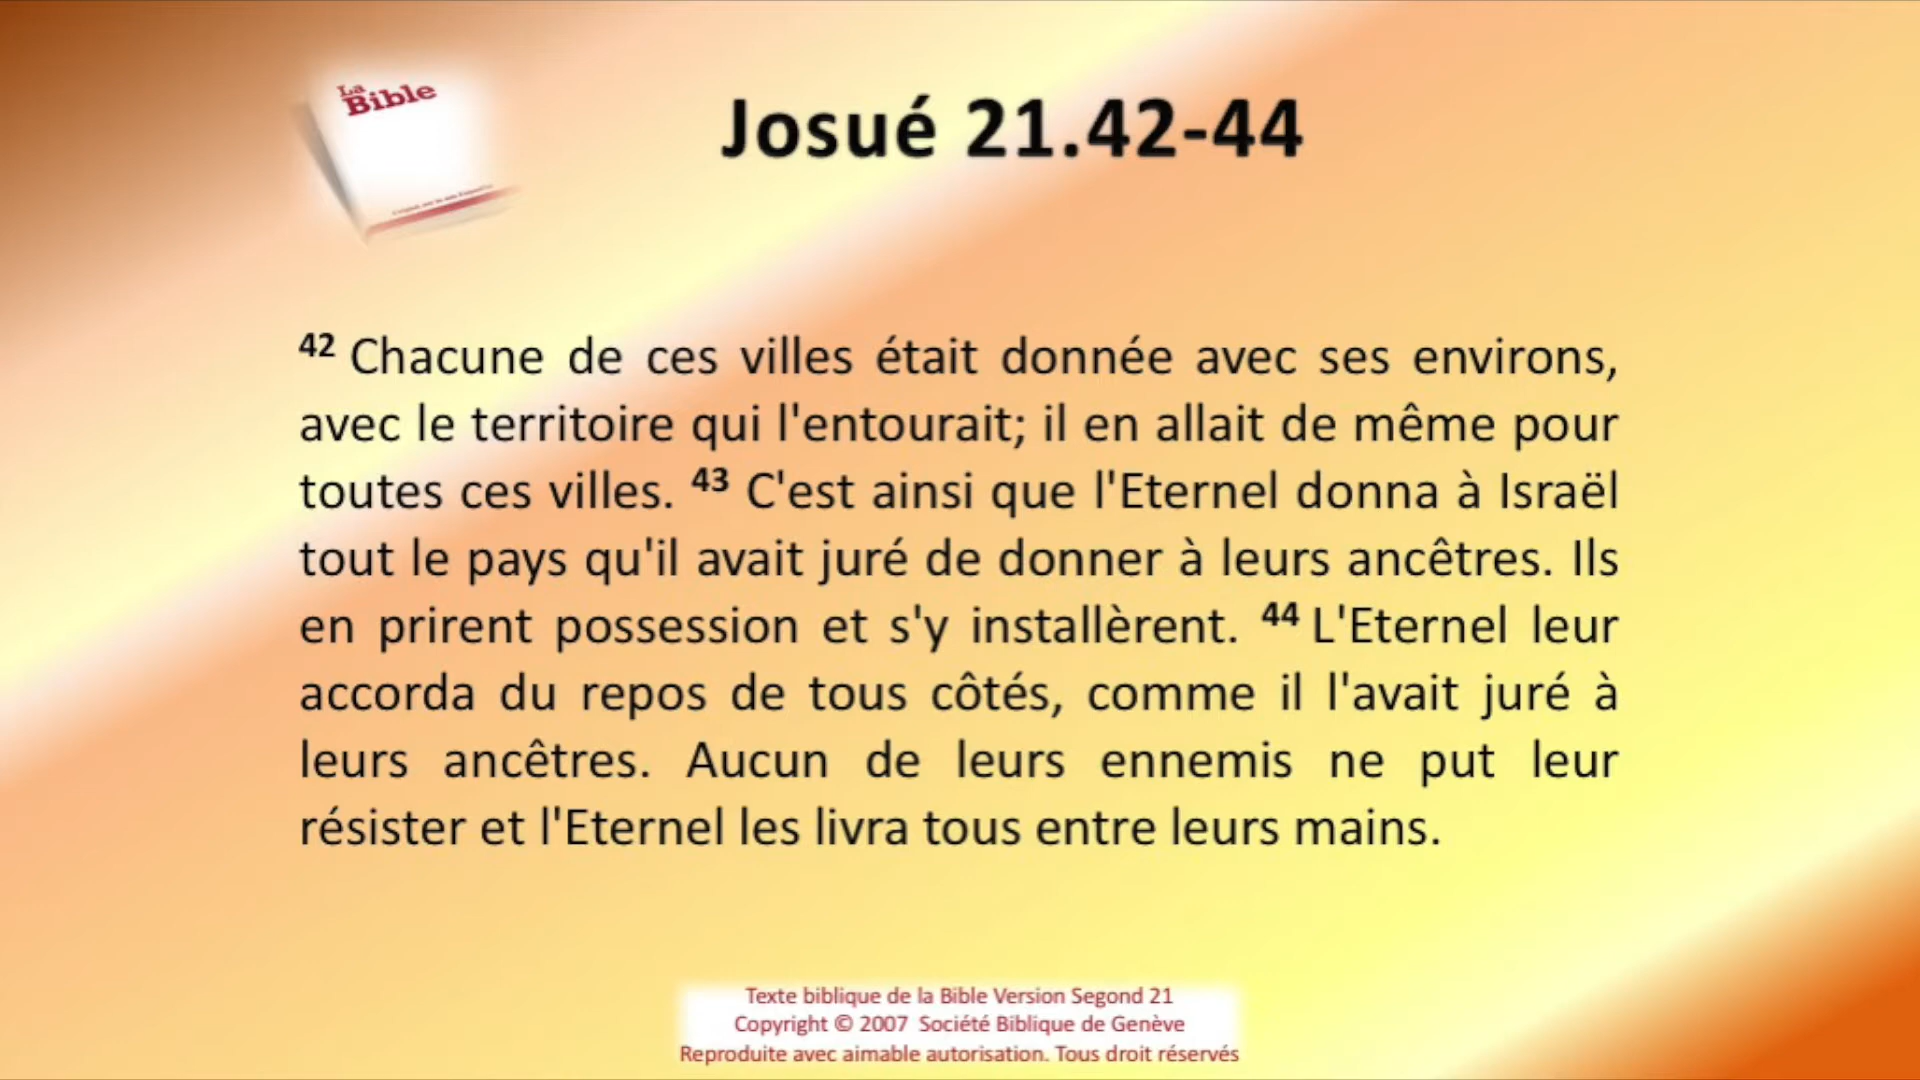 La
Bible
Josué 21.42-44
42 Chacune de ces villes était donnée avec ses environs,
avec le territoire qui l'entourait; il en allait de même pour
toutes ces villes. 43 C'est ainsi que l'Eternel donna à Israël
tout le pays qu'il avait juré de donner à leurs ancêtres. Ils
en prirent possession et s'y installèrent. 44 L'Eternel leur
accorda du repos de tous côtés, comme il l'avait juré à
leurs ancêtres. Aucun de leurs ennemis ne put leur
résister et l'Eternel les livra tous entre leurs mains.
Texte biblique de la Bible Version Segond 21
Copyright © 2007 Société Biblique de Genève
Reproduite avec aimable autorisation. Tous droit réservés